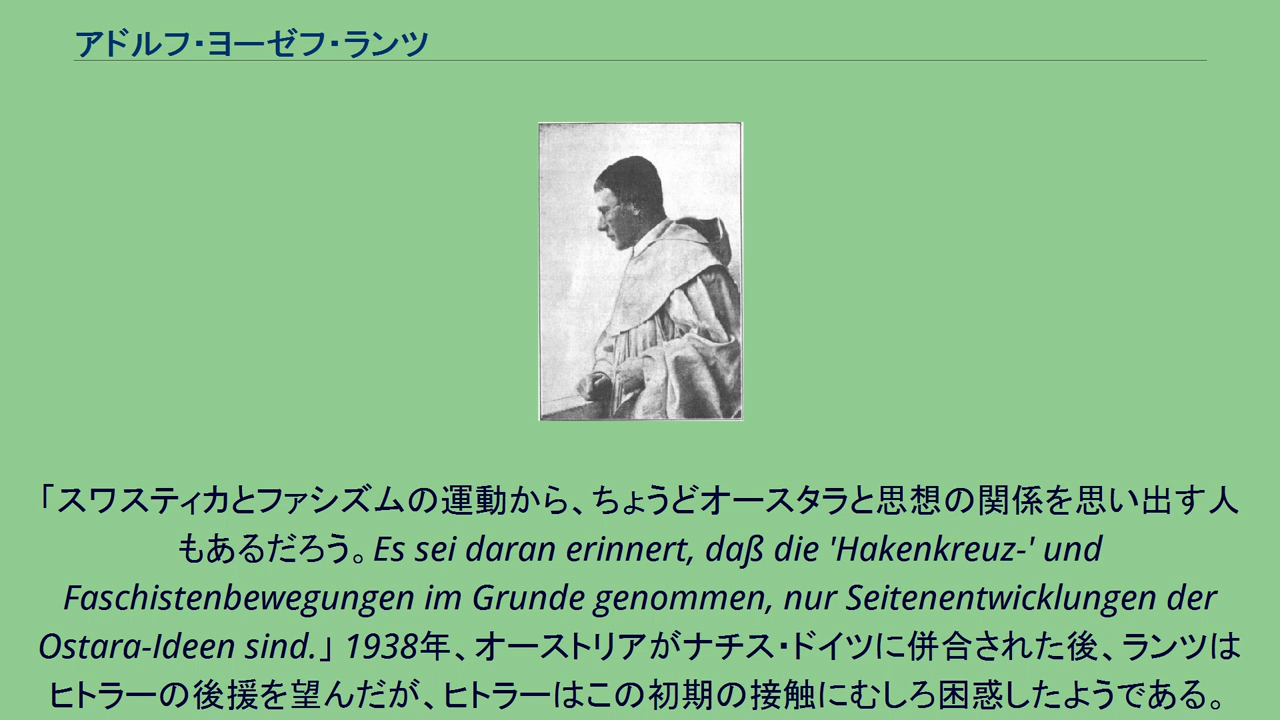 アドルフ・ヨーゼフ・ランツ
「スワスティカとファシズムの運動から、ちょうどオースタラと思想の関係を思い出す人
もあるだろう。Es sei daran erinnert, daß die 'Hakenkreuz-' und
Faschistenbewegungen im Grunde genommen, nur Seitenentwicklungen der
Ostara-Ideen sind.」 1938年、オーストリアがナチス・ドイツに併合された後、ランツは
ヒトラーの後援を望んだが、ヒトラーはこの初期の接触にむしろ困惑したようである。